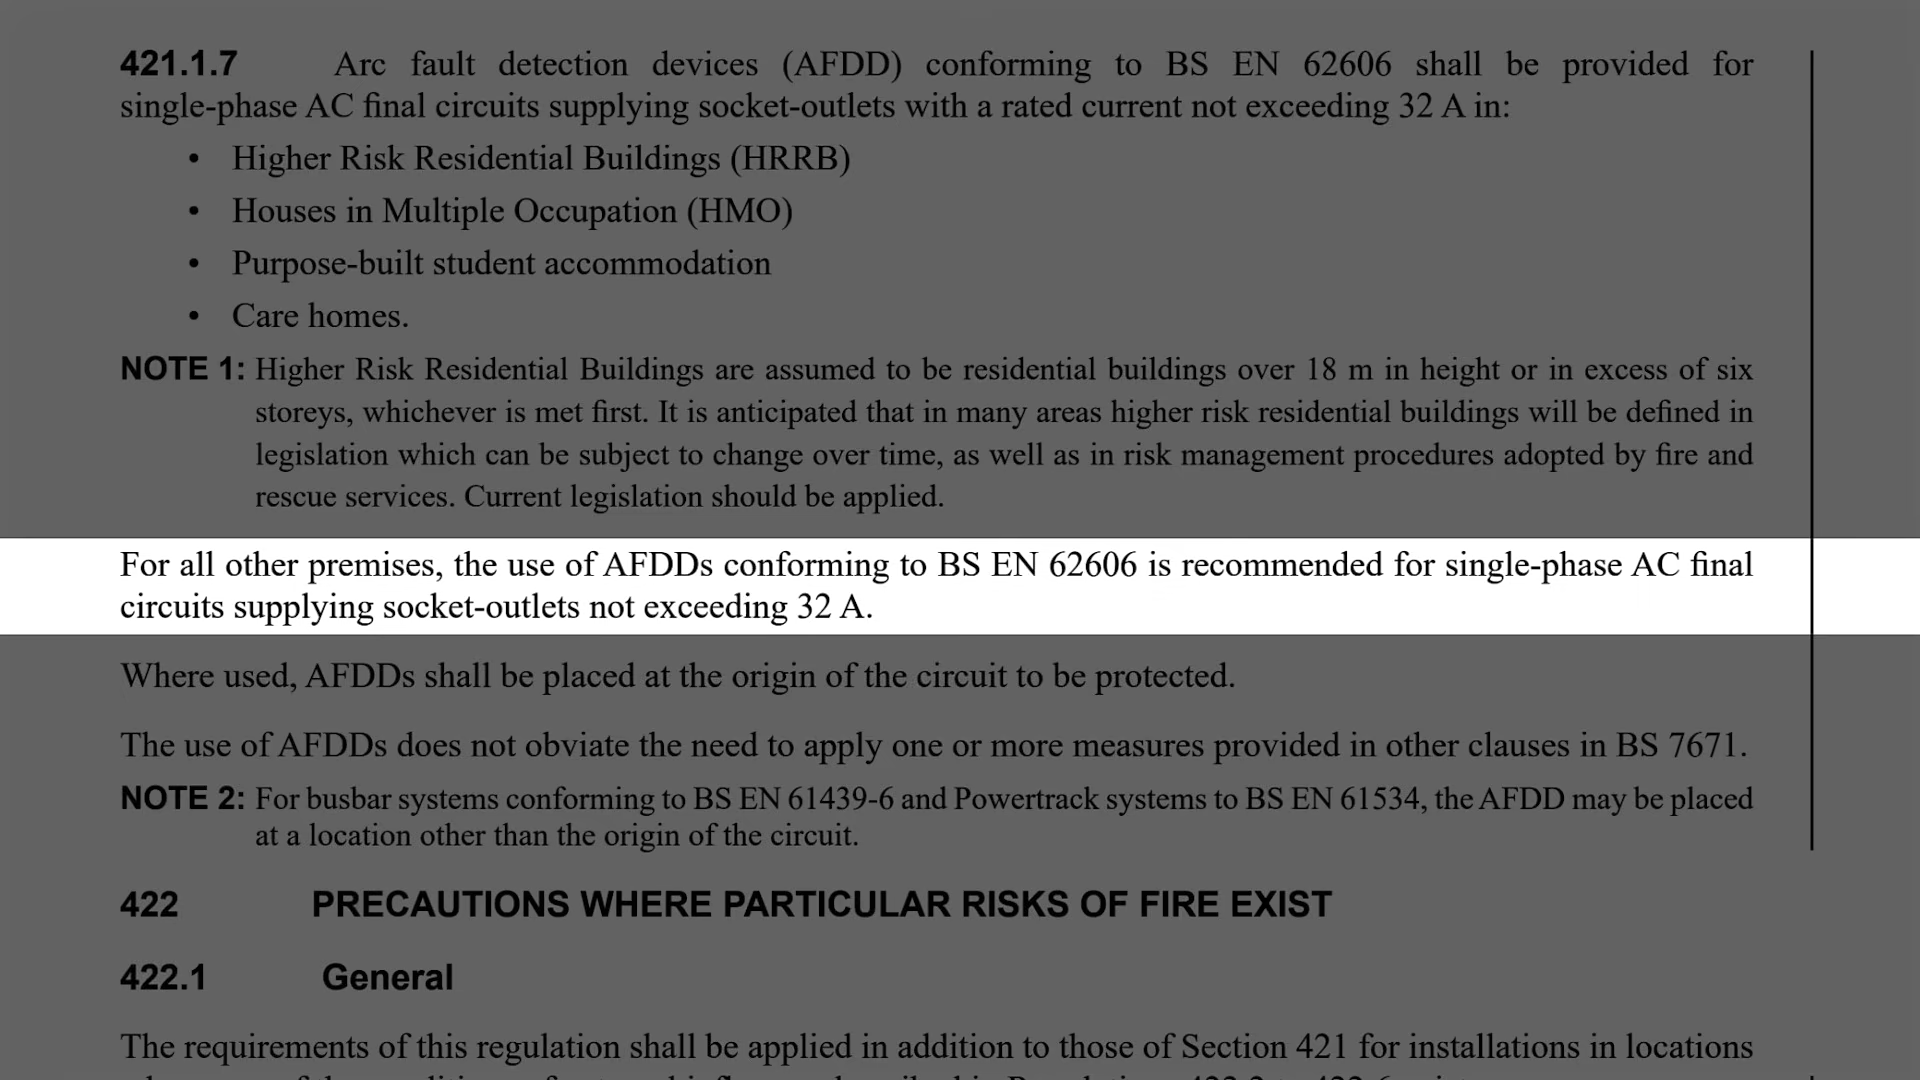 421.1.7 Arc fault detection devices (AFDD) conforming to BS EN 62606 shall be provided for
single-phase AC final circuits supplying socket-outlets with a rated current not exceeding 32 A in:
• Higher Risk Residential Buildings (HRRB)
• Houses in Multiple Occupation (HMO)
• Purpose-built student accommodation
• Care homes.
NOTE 1: Higher Risk Residential Buildings are assumed to be residential buildings over 18 m in height or in excess of six
storeys, whichever is met first. It is anticipated that in many areas higher risk residential buildings will be defined in
legislation which can be subject to change over time, as well as in risk management procedures adopted by fire and
rescue services. Current legislation should be applied.
For all other premises, the use of AFDDs conforming to BS EN 62606 is recommended for single-phase AC final
circuits supplying socket-outlets not exceeding 32 A.
Where used, AFDDs shall be placed at the origin of the circuit to be protected.
The use of AFDDs does not obviate the need to apply one or more measures provided in other clauses in BS 7671.
NOTE 2: For busbar systems conforming to BS EN 61439-6 and Powertrack systems to BS EN 61534, the AFDD may be placed
at a location other than the origin of the circuit.
422 PRECAUTIONS WHERE PARTICULAR RISKS OF FIRE EXIST
422.1 General
The requirements of this regulation shall be applied in addition to those of Section 421 for installations in locations